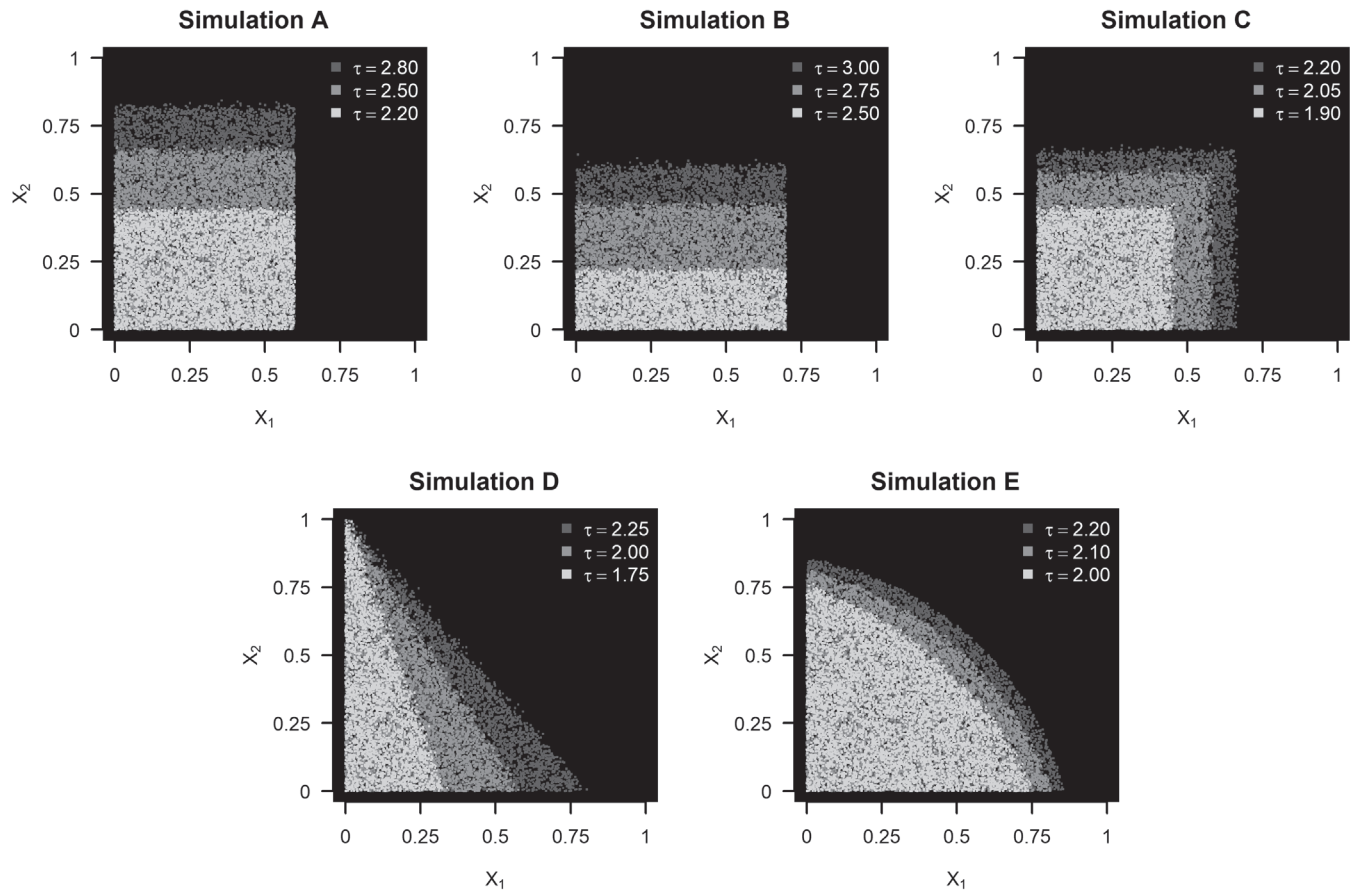 Simulation A
τ = 2.80
τ = 2.50
τ = 2.20
1
0.75
0.5
0.25
0
X₂
0 0.25 0.5 0.75 1
X₁
Simulation B
τ = 3.00
τ = 2.75
τ = 2.50
1
0.75
0.5
0.25
0
X₂
0 0.25 0.5 0.75 1
X₁
Simulation C
τ = 2.20
τ = 2.05
τ = 1.90
1
0.75
0.5
0.25
0
X₂
0 0.25 0.5 0.75 1
X₁
Simulation D
τ = 2.25
τ = 2.00
τ = 1.75
1
0.75
0.5
0.25
0
X₂
0 0.25 0.5 0.75 1
X₁
Simulation E
τ = 2.20
τ = 2.10
τ = 2.00
1
0.75
0.5
0.25
0
X₂
0 0.25 0.5 0.75 1
X₁